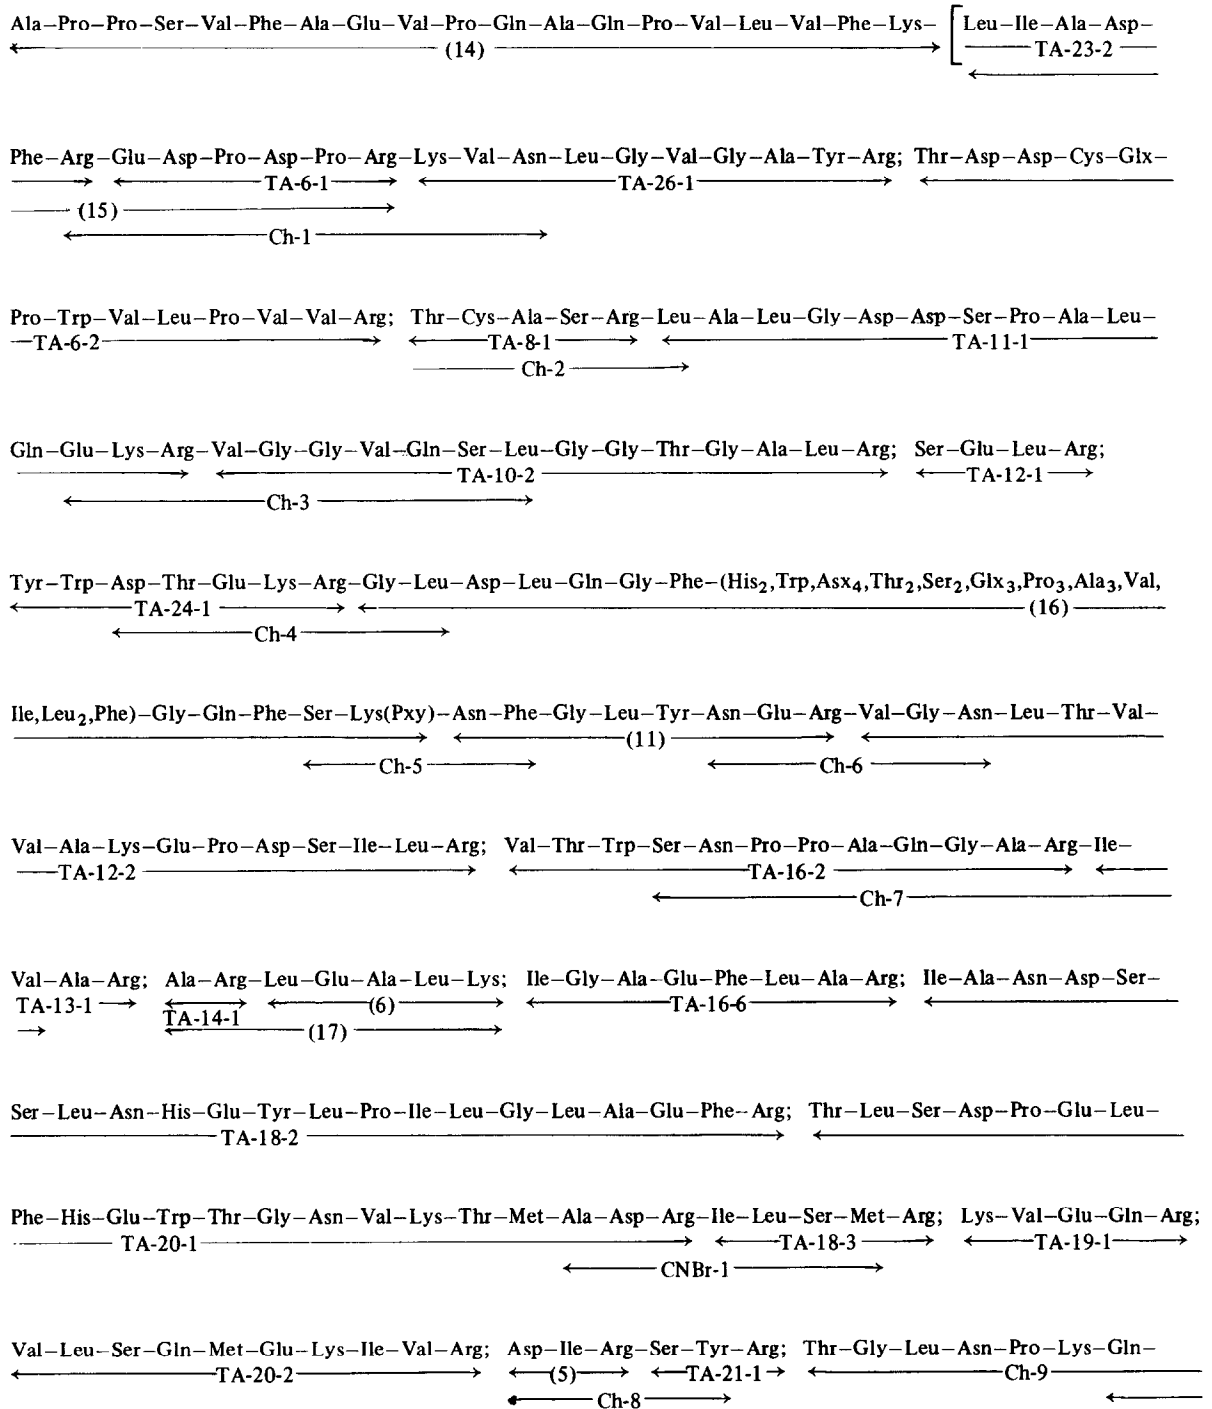 Ala–Pro–Pro–Ser–Val–Phe–Ala–Glu–Val–Pro–Gln–Ala–Gln–Pro–Val–Leu–Val–Phe–Lys– [Leu–Ile–Ala–Asp–
(14) TA-23-2
Phe–Arg–Glu–Asp–Pro–Asp–Pro–Arg–Lys–Val–Asn–Leu–Gly–Val–Gly–Ala–Tyr–Arg; Thr–Asp–Asp–Cys–Glx–
TA-6-1 TA-26-1
(15)
Ch-1
Pro–Trp–Val–Leu–Pro–Val–Val–Arg; Thr–Cys–Ala–Ser–Arg–Leu–Ala–Leu–Gly–Asp–Asp–Ser–Pro–Ala–Leu–
TA-6-2 TA-8-1 TA-11-1
Ch-2
Gln–Glu–Lys–Arg–Val–Gly–Gly–Val–Gln–Ser–Leu–Gly–Gly–Thr–Gly–Ala–Leu–Arg; Ser–Glu–Leu–Arg;
TA-10-2 TA-12-1
Ch-3
Tyr–Trp–Asp–Thr–Glu–Lys–Arg–Gly–Leu–Asp–Leu–Gln–Gly–Phe–(His2,Trp,Asx4,Thr2,Ser2,Glx3,Pro3,Ala3,Val,
TA-24-1 (16)
Ch-4
Ile,Leu2,Phe)–Gly–Gln–Phe–Ser–Lys(Pxy)–Asn–Phe–Gly–Leu–Tyr–Asn–Glu–Arg–Val–Gly–Asn–Leu–Thr–Val–
(11)
Ch-5 Ch-6
Val–Ala–Lys–Glu–Pro–Asp–Ser–Ile–Leu–Arg; Val–Thr–Trp–Ser–Asn–Pro–Pro–Ala–Gln–Gly–Ala–Arg–Ile–
TA-12-2 TA-16-2
Ch-7
Val–Ala–Arg; Ala–Arg–Leu–Glu–Ala–Leu–Lys; Ile–Gly–Ala–Glu–Phe–Leu–Ala–Arg; Ile–Ala–Asn–Asp–Ser–
TA-13-1 TA-14-1 (6) TA-16-6
(17)
Ser–Leu–Asn–His–Glu–Tyr–Leu–Pro–Ile–Leu–Gly–Leu–Ala–Glu–Phe–Arg; Thr–Leu–Ser–Asp–Pro–Glu–Leu–
TA-18-2
Phe–His–Glu–Trp–Thr–Gly–Asn–Val–Lys–Thr–Met–Ala–Asp–Arg–Ile–Leu–Ser–Met–Arg; Lys–Val–Glu–Gln–Arg;
TA-20-1 TA-18-3 TA-19-1
CNBr-1
Val–Leu–Ser–Gln–Met–Glu–Lys–Ile–Val–Arg; Asp–Ile–Arg–Ser–Tyr–Arg; Thr–Gly–Leu–Asn–Pro–Lys–Gln–
TA-20-2 (5) TA-21-1 Ch-9
Ch-8